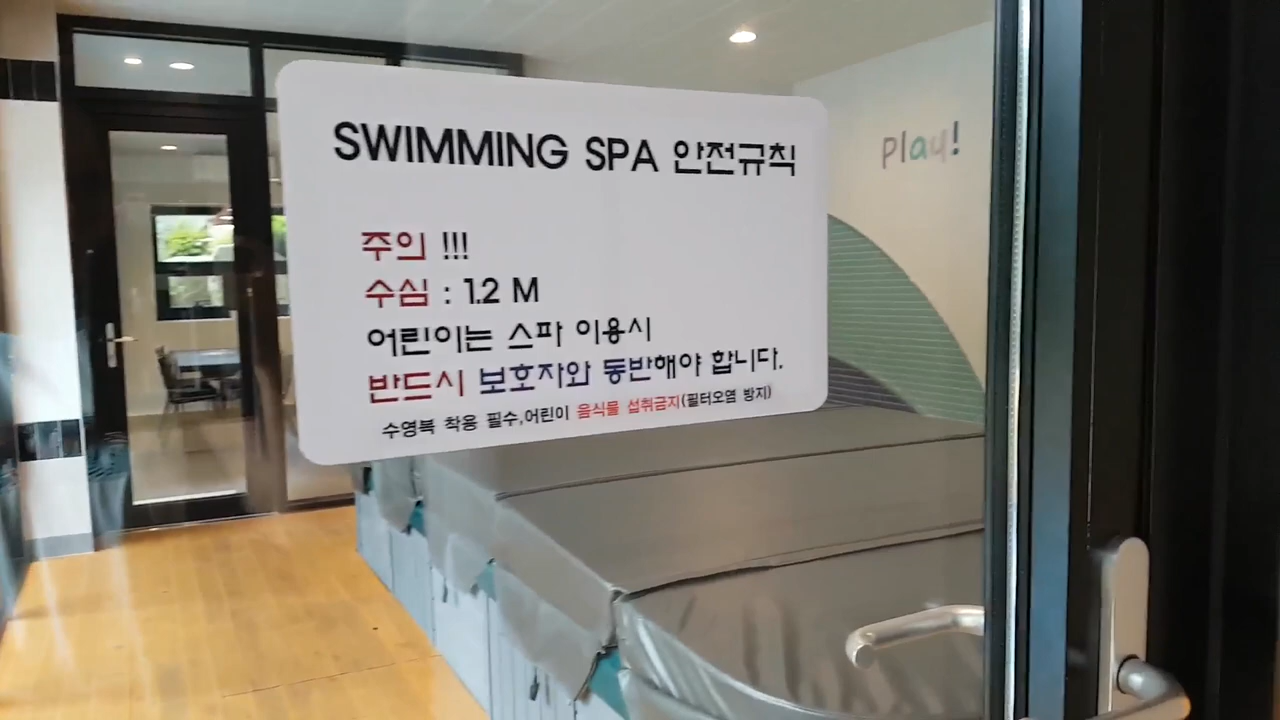 SWIMMING SPA 안전규칙
주인 !!!
수심 : 1.2 M
어린이는 스파 이용시
반드시 보호자와 동반해야 합니다.
수영복 착용 필수,어린이 음식물 섭취금지(필터오염 방지)
play!